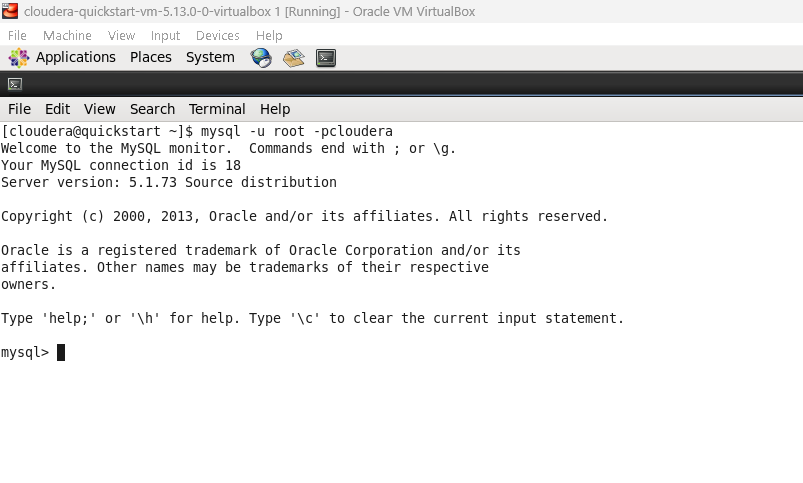 cloudera-quickstart-vm-5.13.0-0-virtualbox 1 [Running] - Oracle VM VirtualBox
File Machine View Input Devices Help
Applications Places System
File Edit View Search Terminal Help
[cloudera@quickstart ~]$ mysql -u root -pcloudera
Welcome to the MySQL monitor.  Commands end with ; or \g.
Your MySQL connection id is 18
Server version: 5.1.73 Source distribution
Copyright (c) 2000, 2013, Oracle and/or its affiliates. All rights reserved.
Oracle is a registered trademark of Oracle Corporation and/or its
affiliates. Other names may be trademarks of their respective
owners.
Type 'help;' or '\h' for help. Type '\c' to clear the current input statement.
mysql>